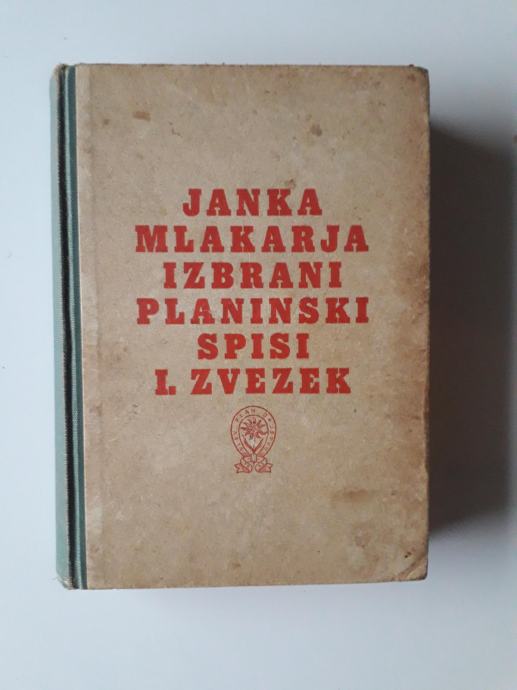 JANKA
MLAKARJA
IZBRANI
PLANINSKI
SPISI
I. ZVEZEK